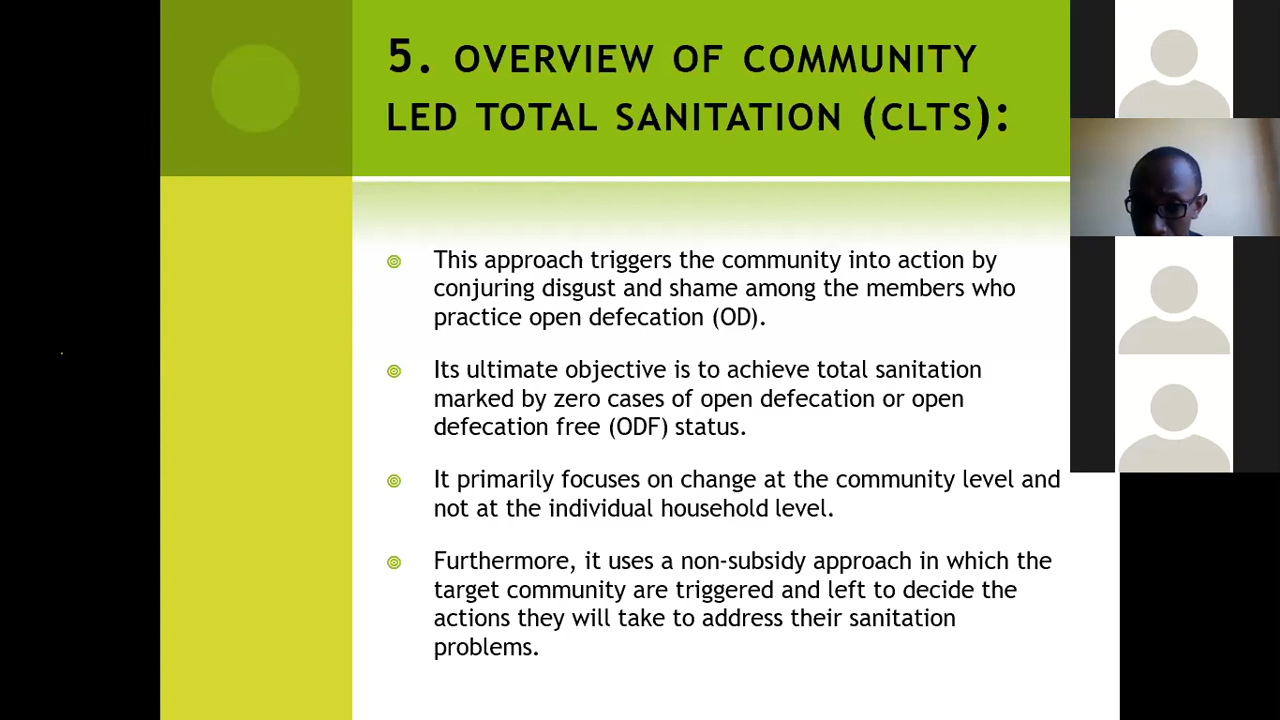 5. OVERVIEW OF COMMUNITY
LED TOTAL SANITATION (CLTS):
This approach triggers the community into action by
conjuring disgust and shame among the members who
practice open defecation (OD).
Its ultimate objective is to achieve total sanitation
marked by zero cases of open defecation or open
defecation free (ODF) status.
It primarily focuses on change at the community level and
not at the individual household level.
Furthermore, it uses a non-subsidy approach in which the
target community are triggered and left to decide the
actions they will take to address their sanitation
problems.